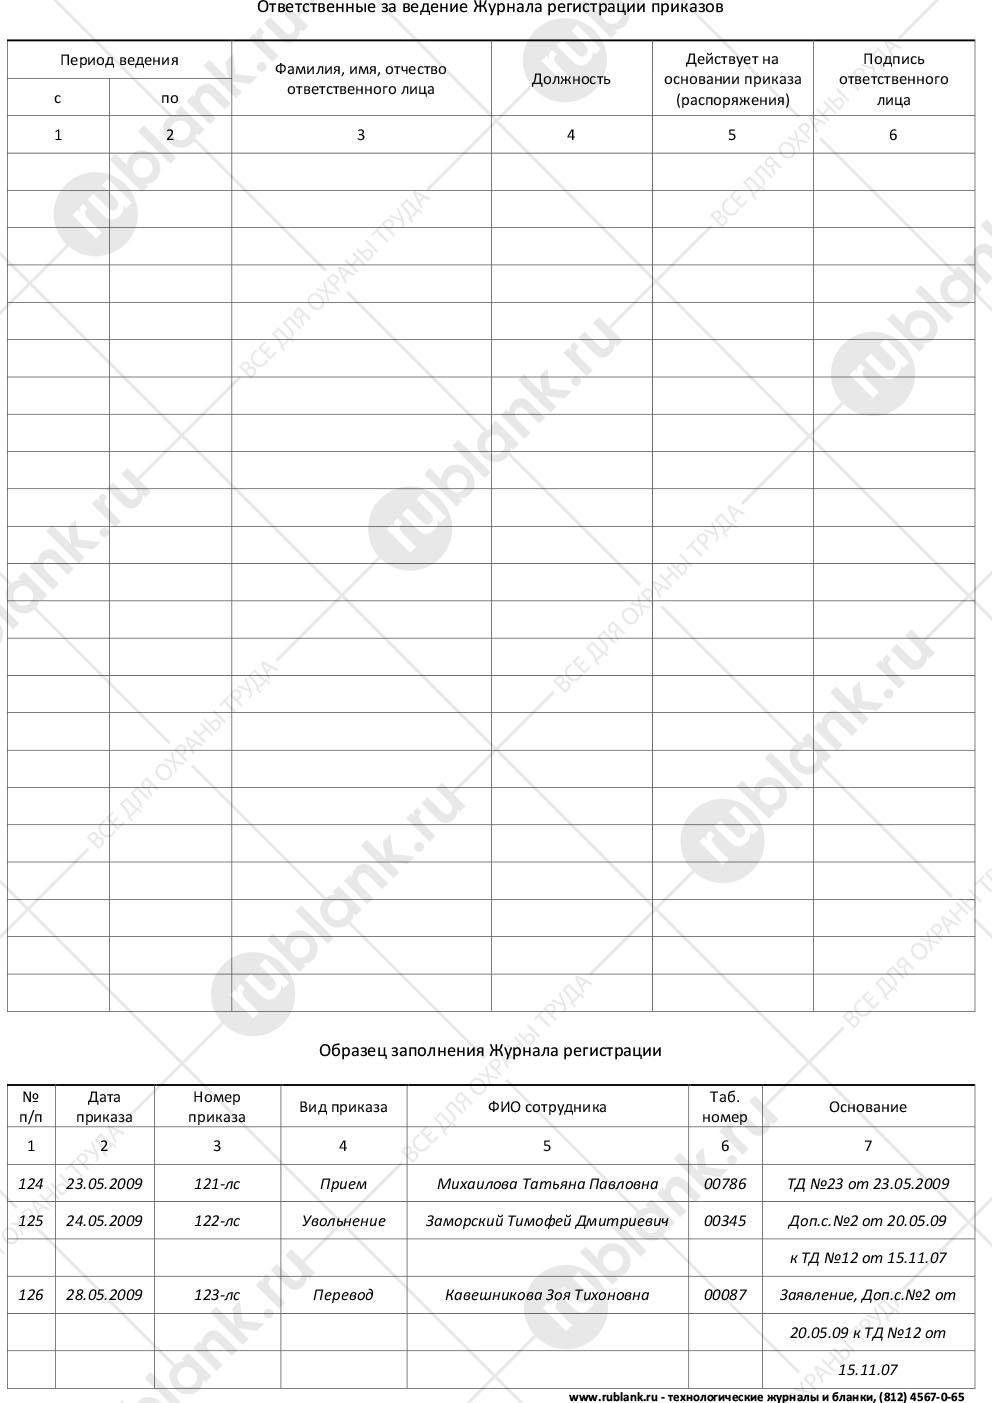 Ответственные за ведение Журнала регистрации приказов
Период ведения
Фамилия, имя, отчество
ответственного лица
Должность
Действует на
основании приказа
(распоряжения)
Подпись
ответственного
лица
с по
1 2 3 4 5 6
Образец заполнения Журнала регистрации
№
п/п
Дата
приказа
Номер
приказа
Вид приказа
ФИО сотрудника
Таб.
номер
Основание
1 2 3 4 5 6 7
124 23.05.2009 121-лс Прием Михаилова Татьяна Павловна 00786 ТД №23 от 23.05.2009
125 24.05.2009 122-лс Увольнение Заморский Тимофей Дмитриевич 00345 Доп.с.№2 от 20.05.09
к ТД №12 от 15.11.07
126 28.05.2009 123-лс Перевод Кавешникова Зоя Тихоновна 00087 Заявление, Доп.с.№2 от
20.05.09 к ТД №12 от
15.11.07
www.rublank.ru - технологические журналы и бланки, (812) 4567-0-65
rublank.ru
ВСЕ ДЛЯ ОХРАНЫ ТРУДА